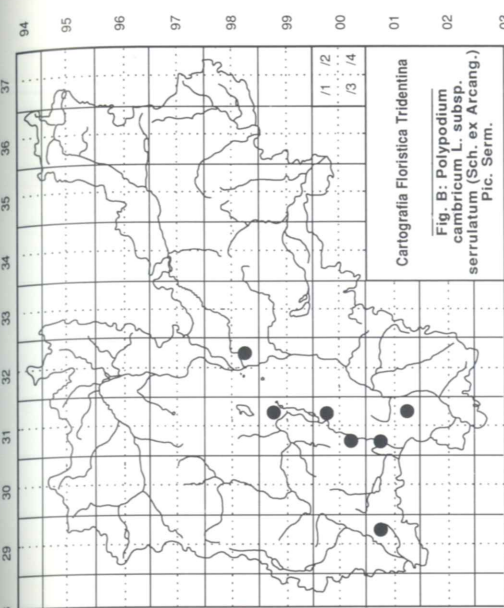 94 95 96 97 98 99 00 01 02 03
37
36
35
34
33
32
31
30
29
/1 /2
/3 /4
Cartografia Floristica Tridentina
Fig. B: Polypodium
cambricum L. subsp.
serrulatum (Sch. ex Arcang.)
Pic. Serm.